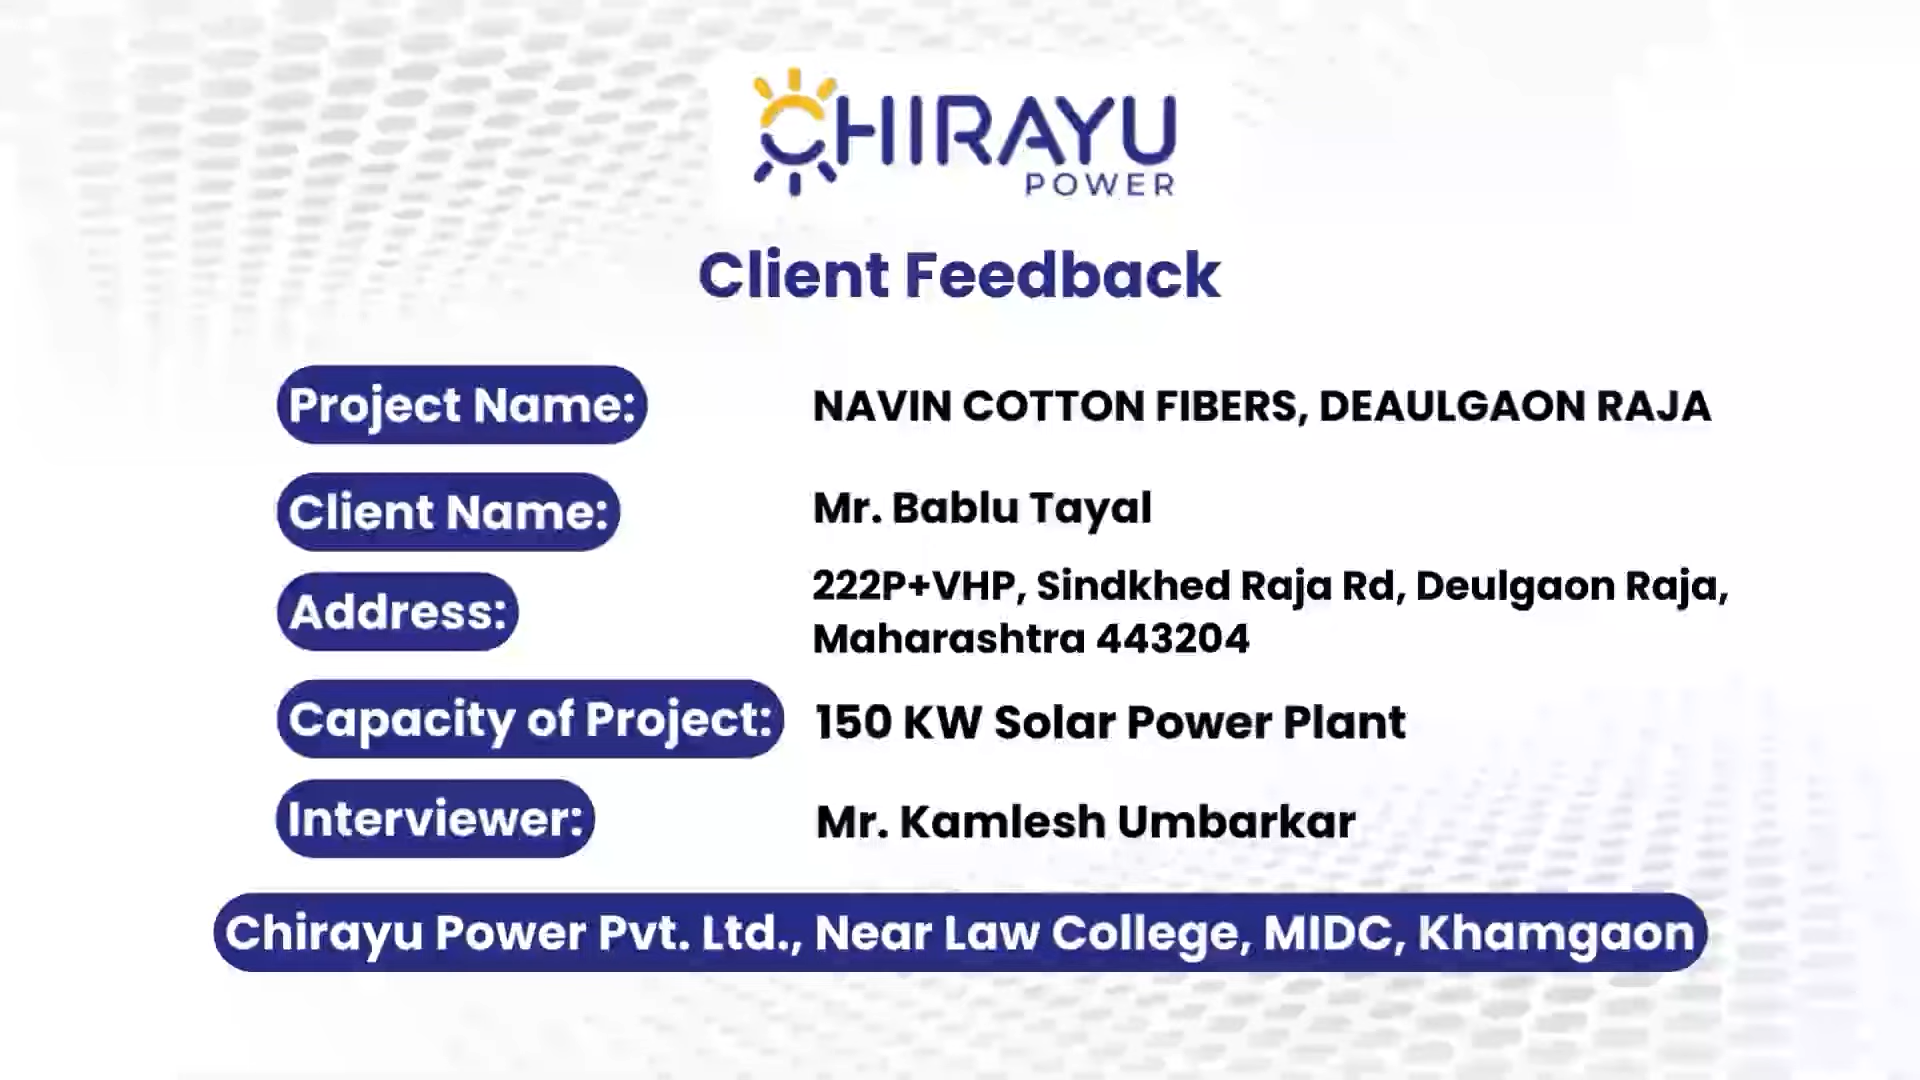 CHIRAYU
POWER
Client Feedback
Project Name: NAVIN COTTON FIBERS, DEAULGAON RAJA
Client Name: Mr. Bablu Tayal
Address: 222P+VHP, Sindkhed Raja Rd, Deulgaon Raja,
Maharashtra 443204
Capacity of Project: 150 KW Solar Power Plant
Interviewer: Mr. Kamlesh Umbarkar
Chirayu Power Pvt. Ltd., Near Law College, MIDC, Khamgaon